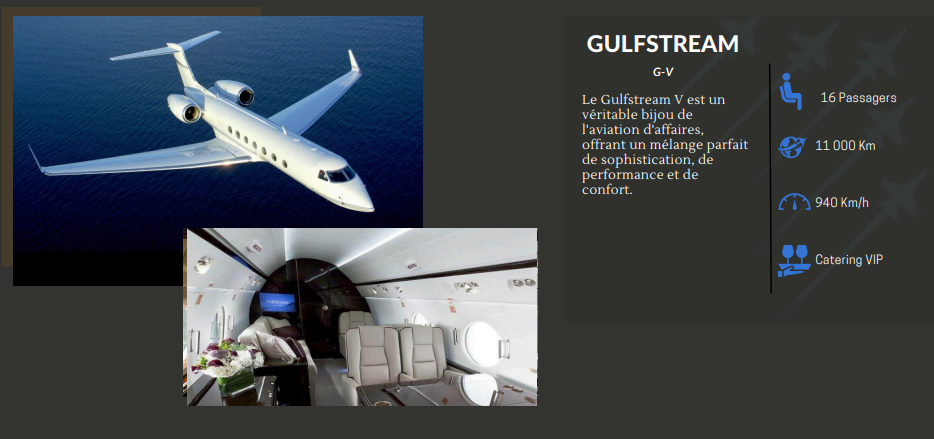 GULFSTREAM
G-V
Le Gulfstream V est un
véritable bijou de
l'aviation d'affaires,
offrant un mélange parfait
de sophistication, de
performance et de
confort.
16 Passagers
11 000 Km
940 Km/h
Catering VIP